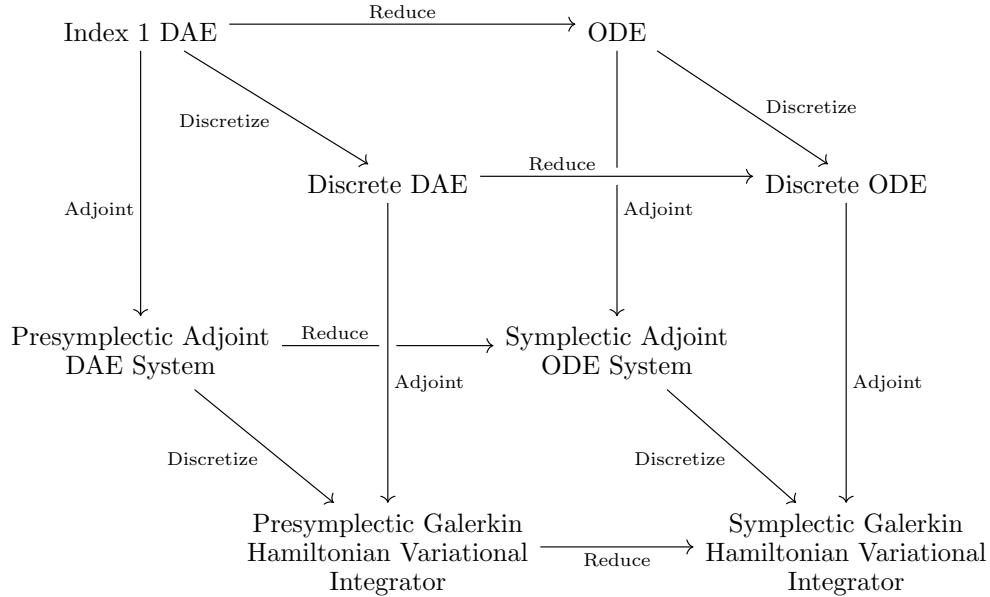 Reduce
Index 1 DAE
ODE
Discretize
Discretize
Reduce
Discrete DAE
Discrete ODE
Adjoint
Adjoint
Presymplectic Adjoint
DAE System
Reduce
Symplectic Adjoint
ODE System
Adjoint
Adjoint
Discretize
Discretize
Presymplectic Galerkin
Hamiltonian Variational
Integrator
Reduce
Symplectic Galerkin
Hamiltonian Variational
Integrator